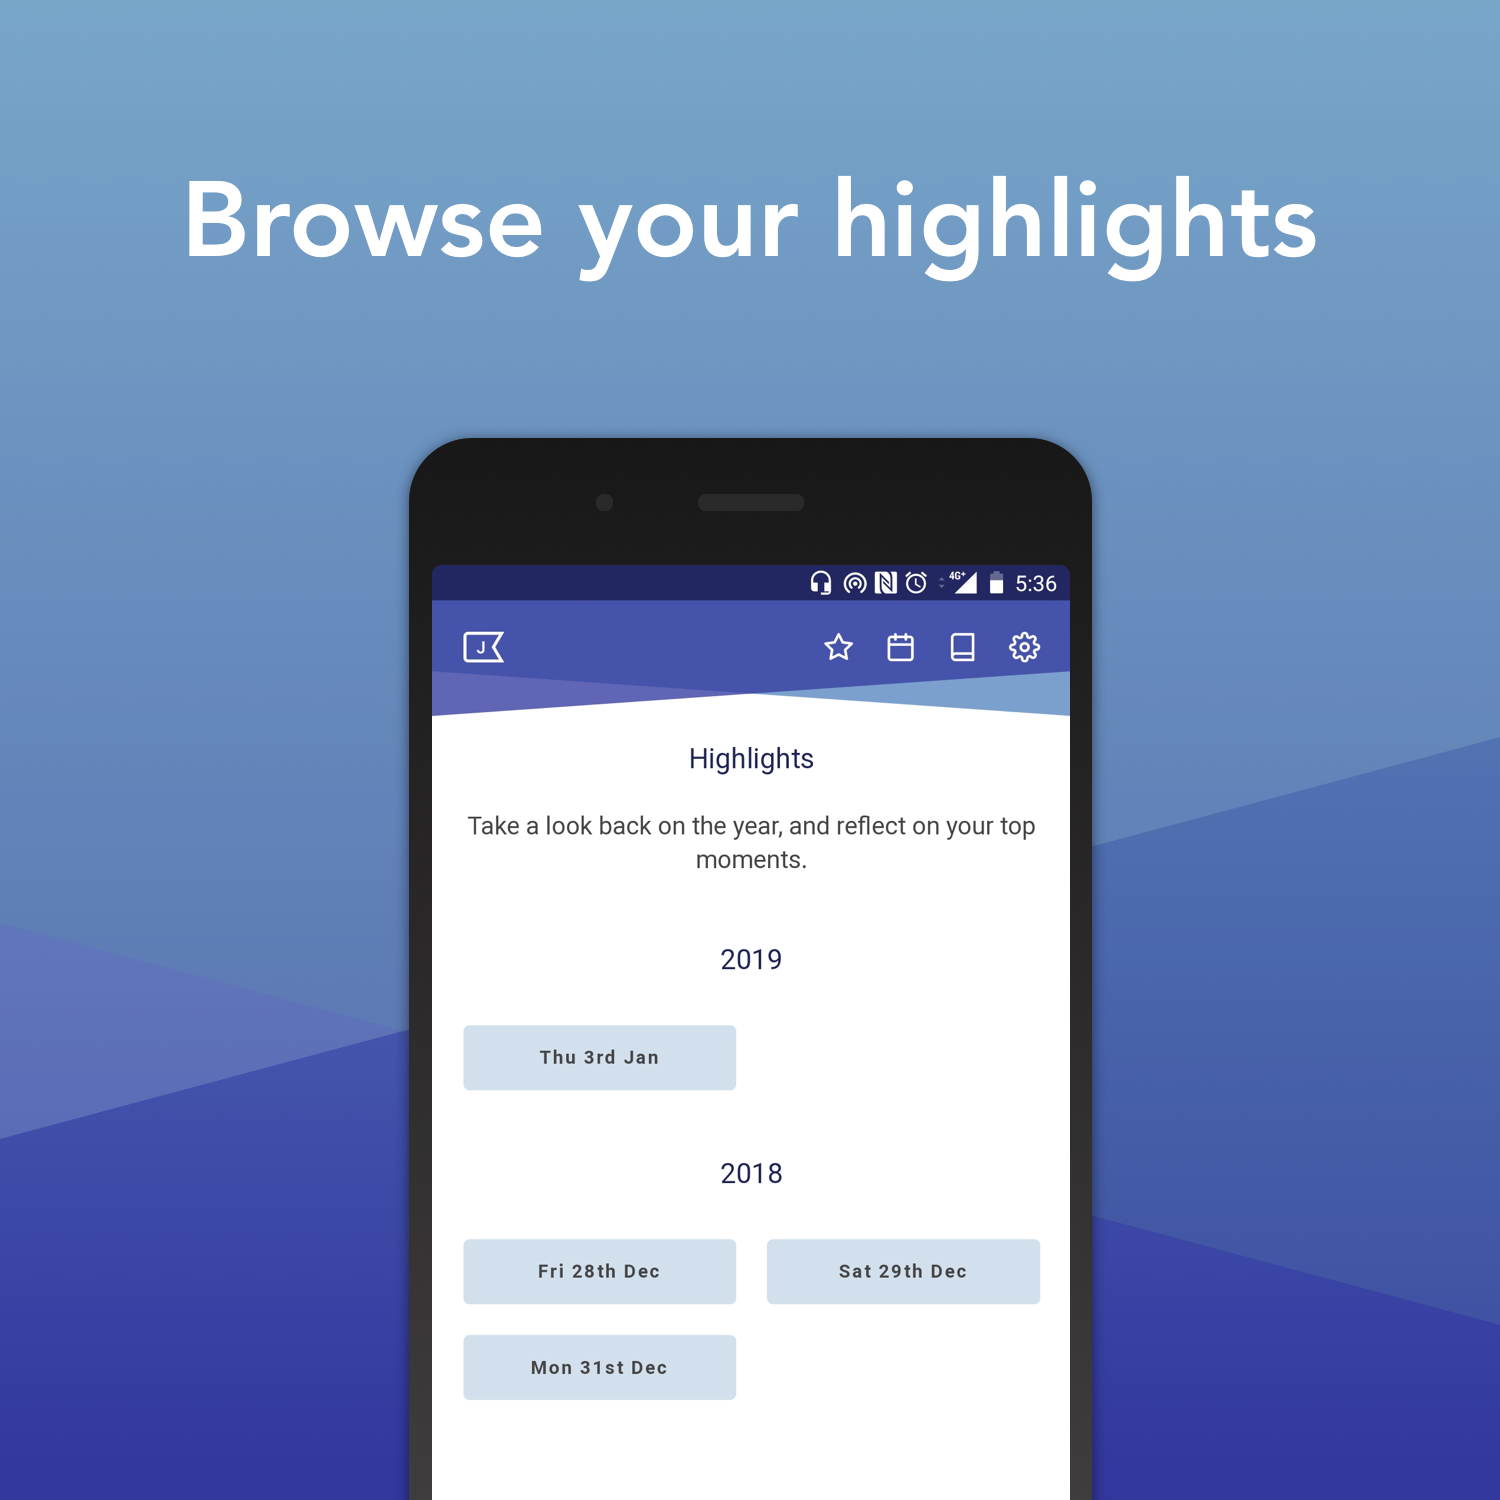 Browse your highlights
4G+ 5:36
J
Highlights
Take a look back on the year, and reflect on your top
moments.
2019
Thu 3rd Jan
2018
Fri 28th Dec
Sat 29th Dec
Mon 31st Dec